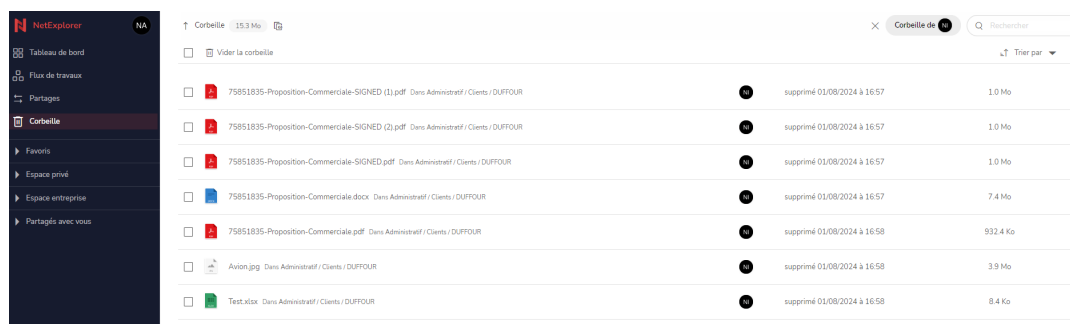 NetExplorer NA
Tableau de bord
Flux de travaux
Partages
Corbeille
Favoris
Espace privé
Espace entreprise
Partagés avec vous
Corbeille 15.3 Mo Corbeille de NI Rechercher
Vider la corbeille Trier par
75851835-Proposition-Commerciale-SIGNED (1).pdf Dans Administratif / Clients / DUFFOUR NI supprimé 01/08/2024 à 16:57 1.0 Mo
75851835-Proposition-Commerciale-SIGNED (2).pdf Dans Administratif / Clients / DUFFOUR NI supprimé 01/08/2024 à 16:57 1.0 Mo
75851835-Proposition-Commerciale-SIGNED.pdf Dans Administratif / Clients / DUFFOUR NI supprimé 01/08/2024 à 16:57 1.0 Mo
75851835-Proposition-Commerciale.docx Dans Administratif / Clients / DUFFOUR NI supprimé 01/08/2024 à 16:57 7.4 Mo
75851835-Proposition-Commerciale.pdf Dans Administratif / Clients / DUFFOUR NI supprimé 01/08/2024 à 16:58 932.4 Ko
Avion.jpg Dans Administratif / Clients / DUFFOUR NI supprimé 01/08/2024 à 16:58 3.9 Mo
Test.xlsx Dans Administratif / Clients / DUFFOUR NI supprimé 01/08/2024 à 16:58 8.4 Ko